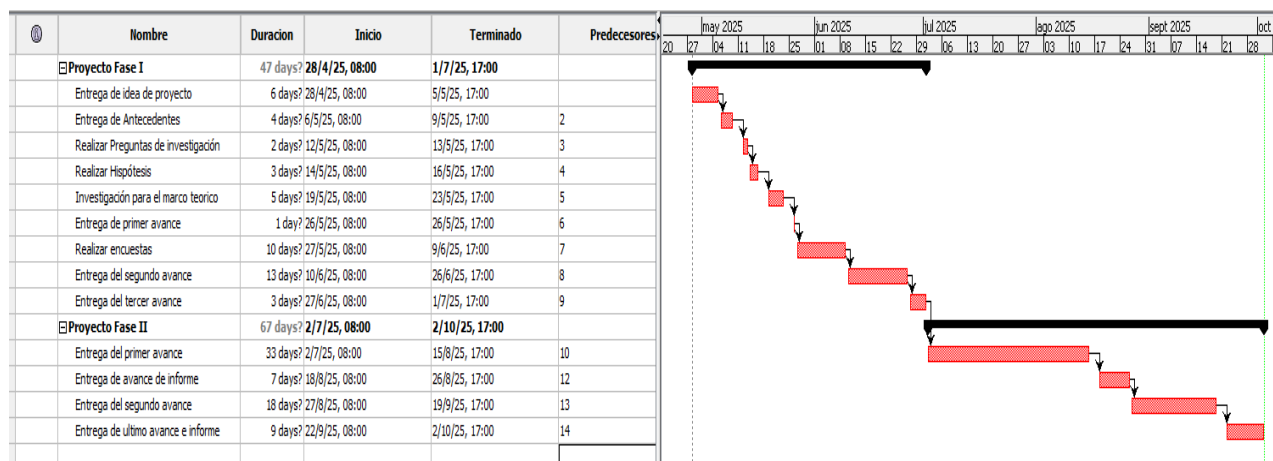 Nombre Duracion Inicio Terminado Predecesores
may 2025 jun 2025 jul 2025 ago 2025 sept 2025 oct
20 27 04 11 18 25 01 08 15 22 29 06 13 20 27 03 10 17 24 31 07 14 21 28
Proyecto Fase I 47 days? 28/4/25, 08:00 1/7/25, 17:00
Entrega de idea de proyecto 6 days? 28/4/25, 08:00 5/5/25, 17:00
Entrega de Antecedentes 4 days? 6/5/25, 08:00 9/5/25, 17:00 2
Realizar Preguntas de investigación 2 days? 12/5/25, 08:00 13/5/25, 17:00 3
Realizar Hispótesis 3 days? 14/5/25, 08:00 16/5/25, 17:00 4
Investigación para el marco teorico 5 days? 19/5/25, 08:00 23/5/25, 17:00 5
Entrega de primer avance 1 day? 26/5/25, 08:00 26/5/25, 17:00 6
Realizar encuestas 10 days? 27/5/25, 08:00 9/6/25, 17:00 7
Entrega del segundo avance 13 days? 10/6/25, 08:00 26/6/25, 17:00 8
Entrega del tercer avance 3 days? 27/6/25, 08:00 1/7/25, 17:00 9
Proyecto Fase II 67 days? 2/7/25, 08:00 2/10/25, 17:00
Entrega del primer avance 33 days? 2/7/25, 08:00 15/8/25, 17:00 10
Entrega de avance de informe 7 days? 18/8/25, 08:00 26/8/25, 17:00 12
Entrega del segundo avance 18 days? 27/8/25, 08:00 19/9/25, 17:00 13
Entrega de ultimo avance e informe 9 days? 22/9/25, 08:00 2/10/25, 17:00 14